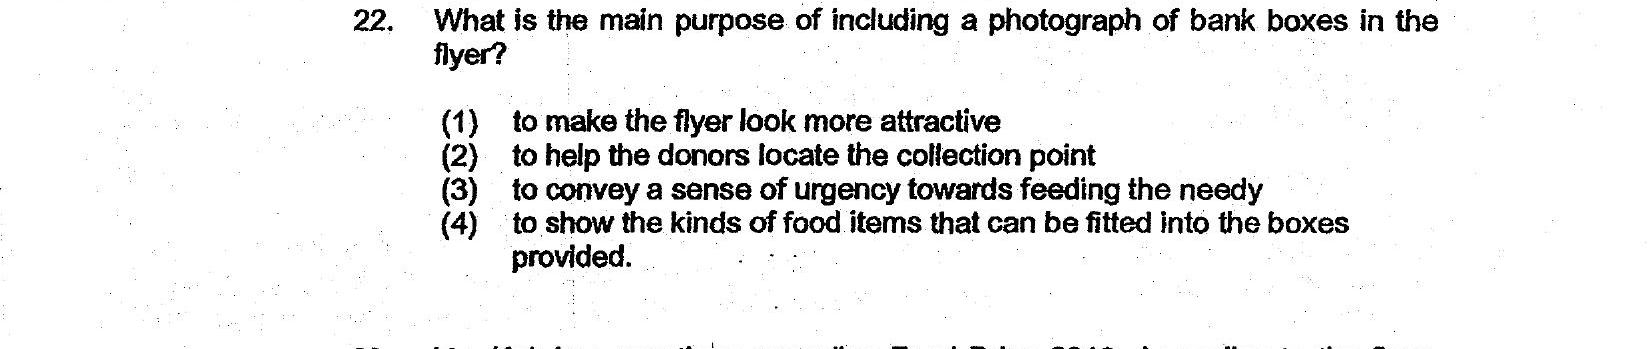 22. What is the main purpose of including a photograph of bank boxes in the
flyer?
(1) to make the flyer look more attractive
(2) to help the donors locate the collection point
(3) to convey a sense of urgency towards feeding the needy
(4) to show the kinds of food items that can be fitted into the boxes
provided.